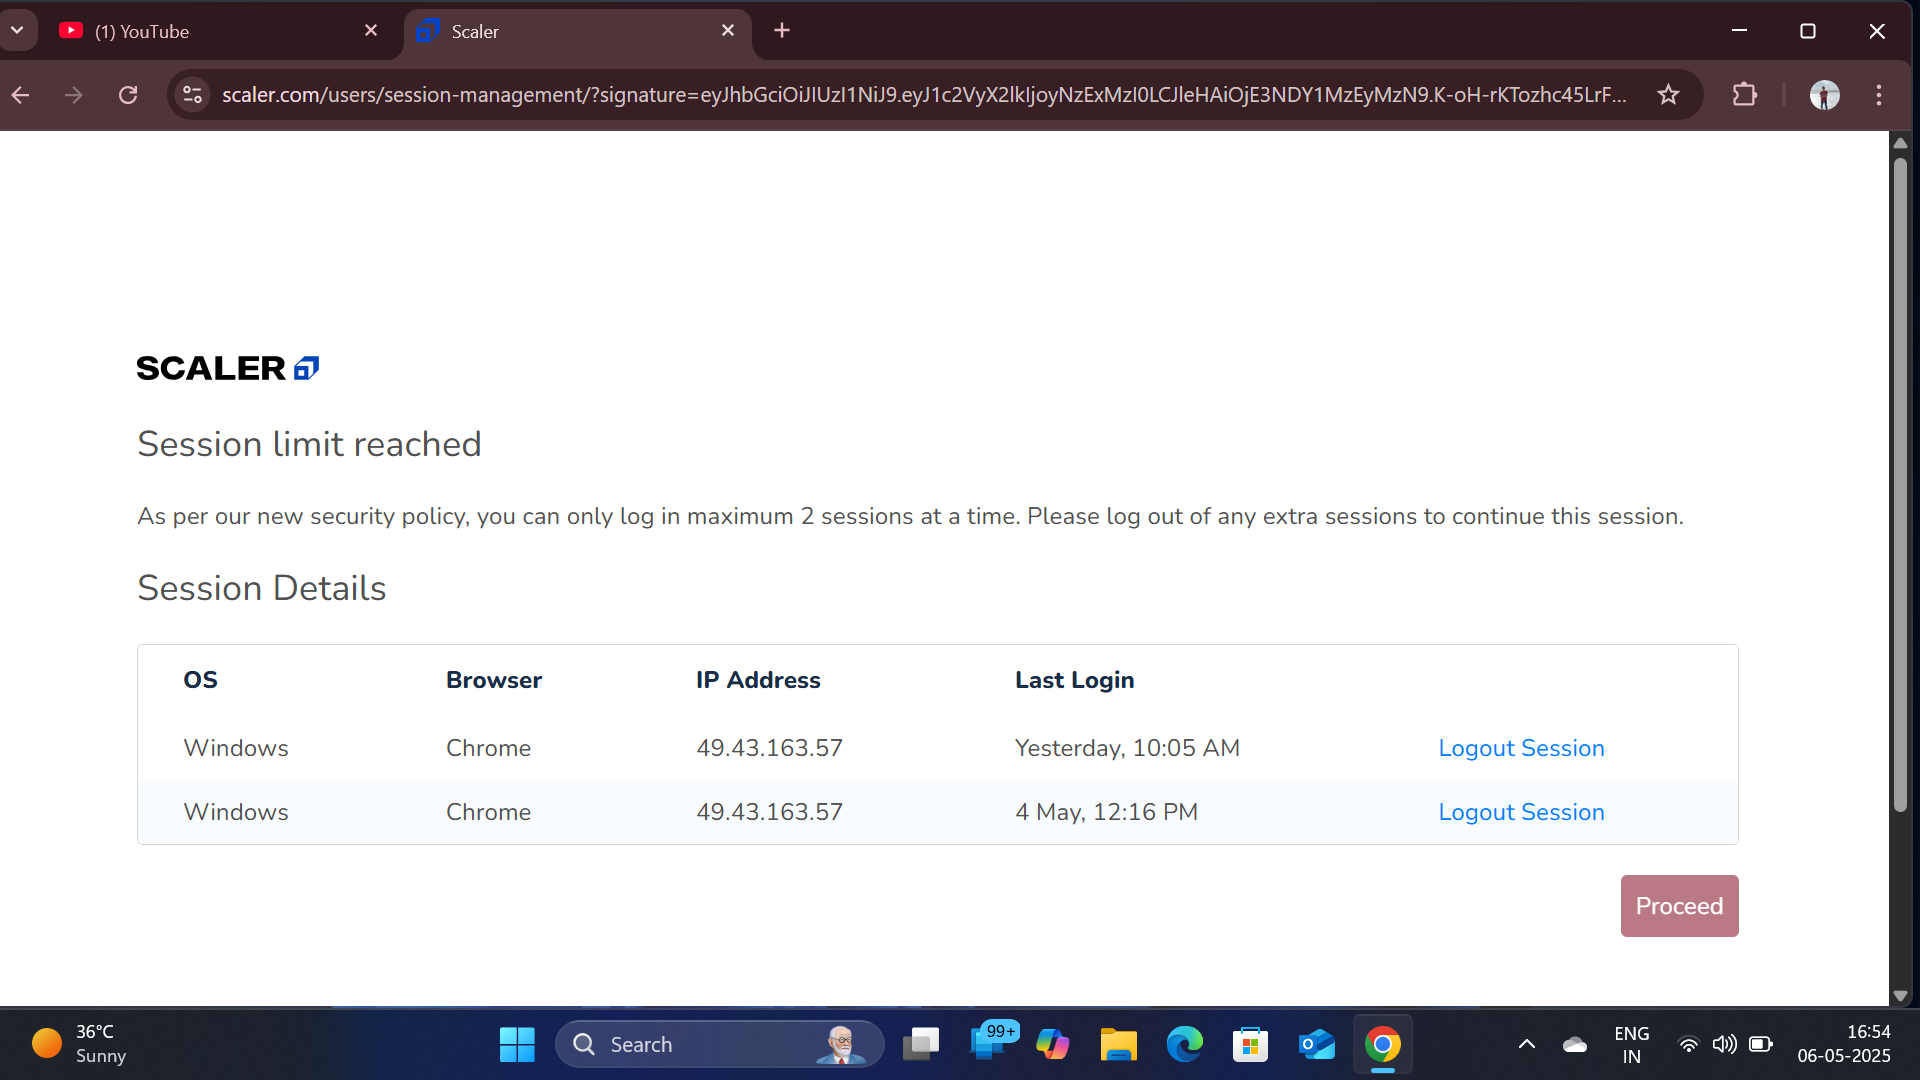 (1) YouTube
Scaler
scaler.com/users/session-management/?signature=eyJhbGciOiJIUzI1NiJ9.eyJ1c2VyX2lkIjoyNzExMzI0LCJleHAiOjE3NDY1MzEyMzN9.K-oH-rKTozhc45LrF...
SCALER
Session limit reached
As per our new security policy, you can only log in maximum 2 sessions at a time. Please log out of any extra sessions to continue this session.
Session Details
OS Browser IP Address Last Login
Windows Chrome 49.43.163.57 Yesterday, 10:05 AM Logout Session
Windows Chrome 49.43.163.57 4 May, 12:16 PM Logout Session
Proceed
36°C
Sunny
Search
99+
ENG
IN
16:54
06-05-2025